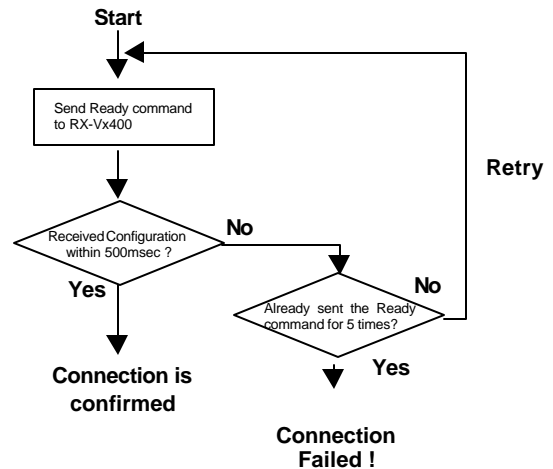 Start
Send Ready command
to RX-Vx400
Retry
Received Configuration
within 500msec ?
No
Yes
Already sent the Ready
command for 5 times?
No
Yes
Connection is
confirmed
Connection
Failed !